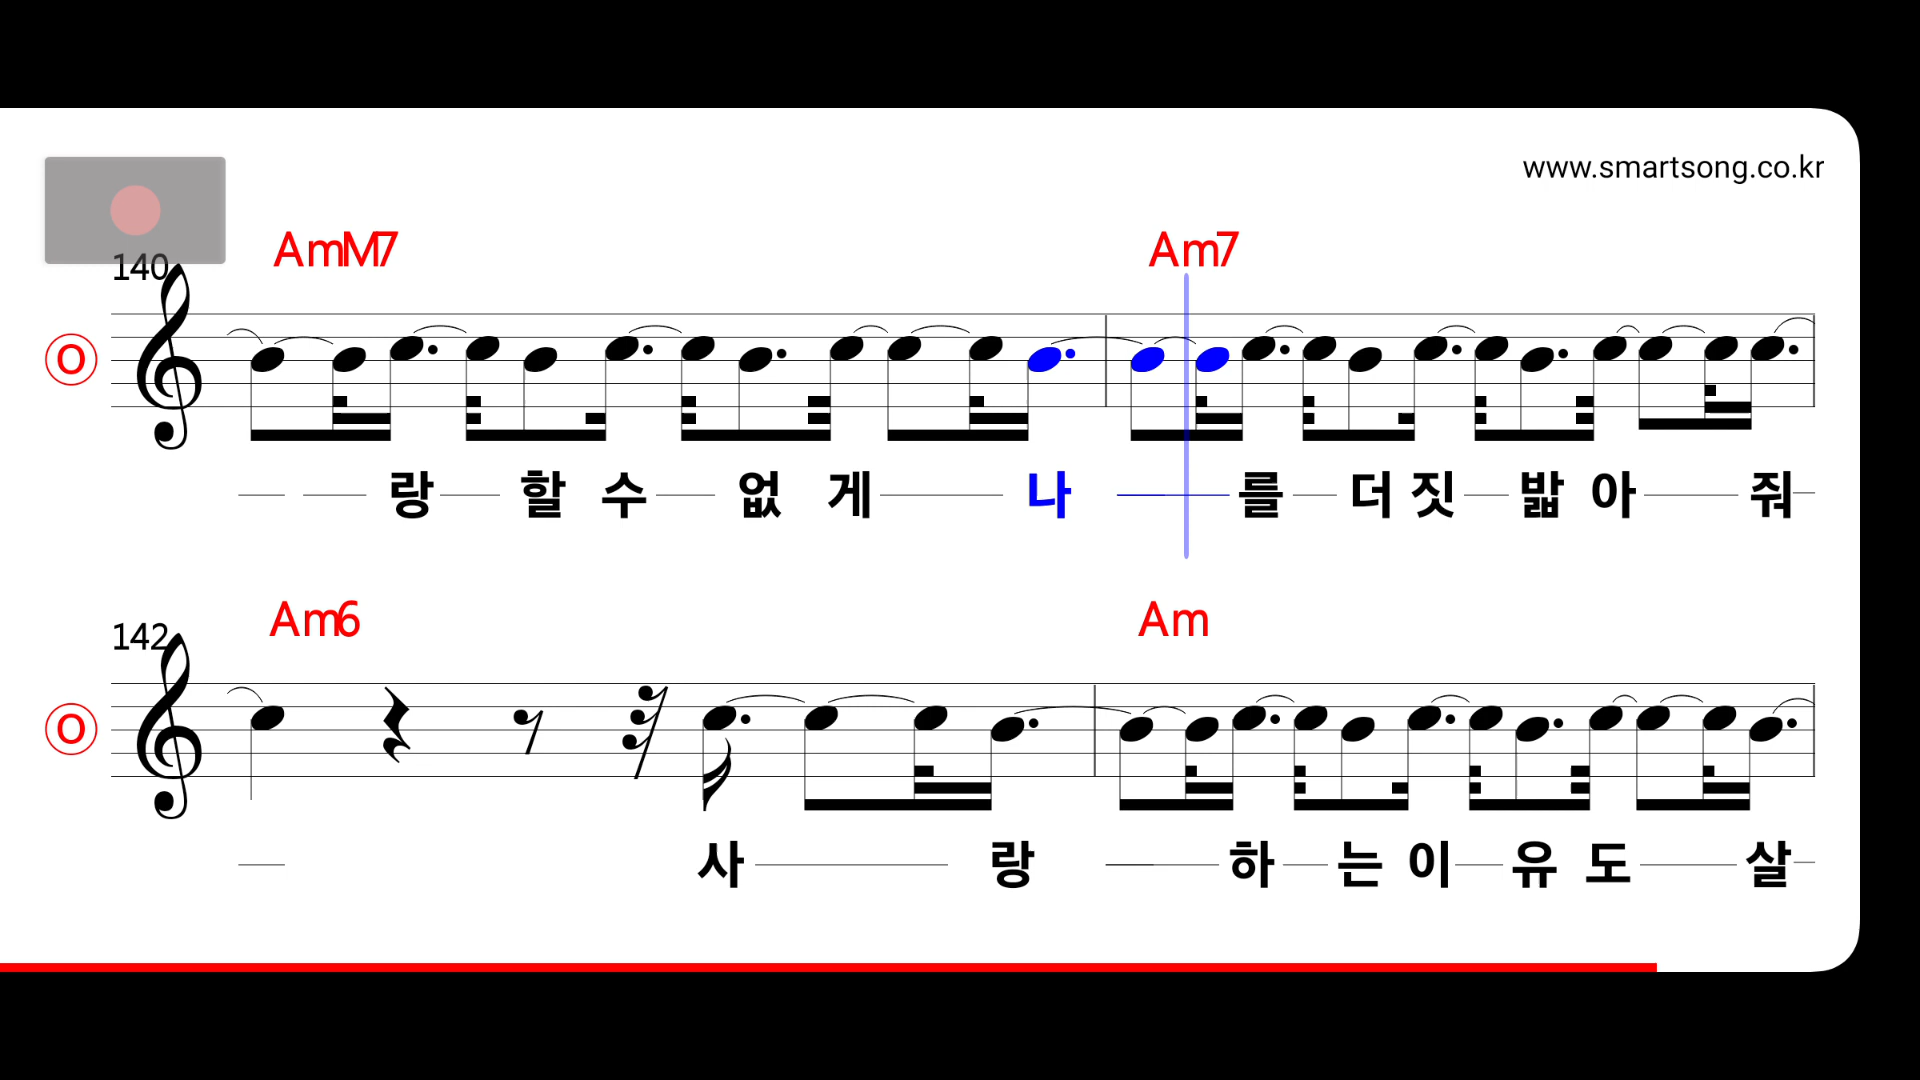 www.smartsong.co.kr
AmM7 Am7
140
O
랑 할 수 없 게 나 를 더 짓 밟 아 줘
Am6 Am
142
O
사 랑 하 는 이 유 도 살